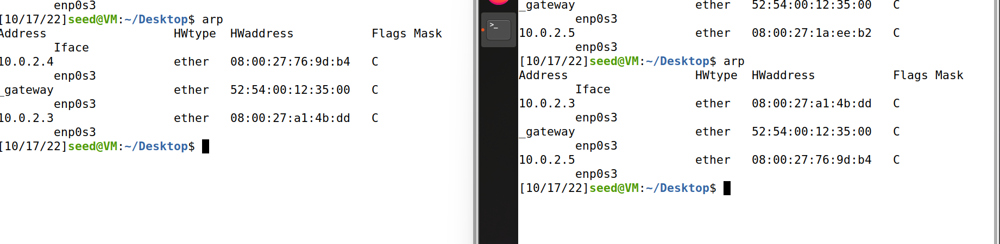 enp0s3
[10/17/22]seed@VM:~/Desktop$ arp
Address HWtype HWaddress Flags Mask
Iface
10.0.2.4 ether 08:00:27:76:9d:b4 C
enp0s3
_gateway ether 52:54:00:12:35:00 C
enp0s3
10.0.2.3 ether 08:00:27:a1:4b:dd C
enp0s3
[10/17/22]seed@VM:~/Desktop$
>_
_gateway ether 52:54:00:12:35:00 C
enp0s3
10.0.2.5 ether 08:00:27:1a:ee:b2 C
enp0s3
[10/17/22]seed@VM:~/Desktop$ arp
Address HWtype HWaddress Flags Mask
Iface
10.0.2.3 ether 08:00:27:a1:4b:dd C
enp0s3
_gateway ether 52:54:00:12:35:00 C
enp0s3
10.0.2.5 ether 08:00:27:76:9d:b4 C
enp0s3
[10/17/22]seed@VM:~/Desktop$